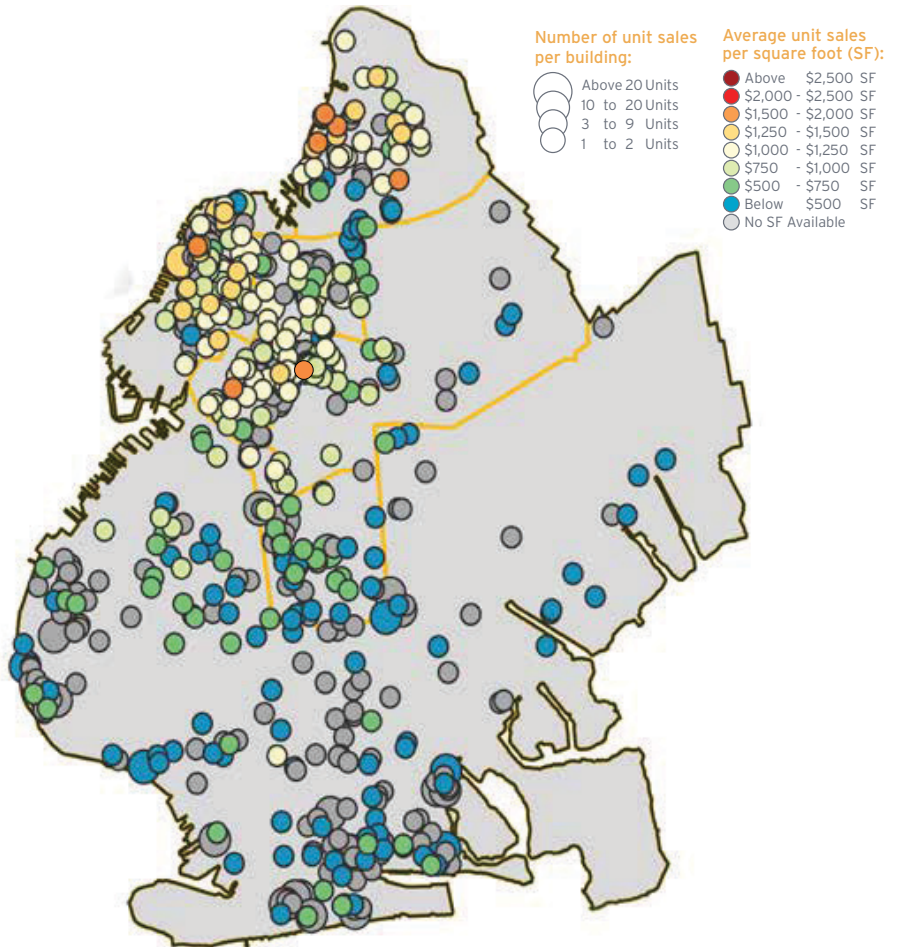 Number of unit sales
per building:
Above 20 Units
10 to 20 Units
3 to 9 Units
1 to 2 Units
Average unit sales
per square foot (SF):
Above $2,500 SF
$2,000 - $2,500 SF
$1,500 - $2,000 SF
$1,250 - $1,500 SF
$1,000 - $1,250 SF
$750 - $1,000 SF
$500 - $750 SF
Below $500 SF
No SF Available